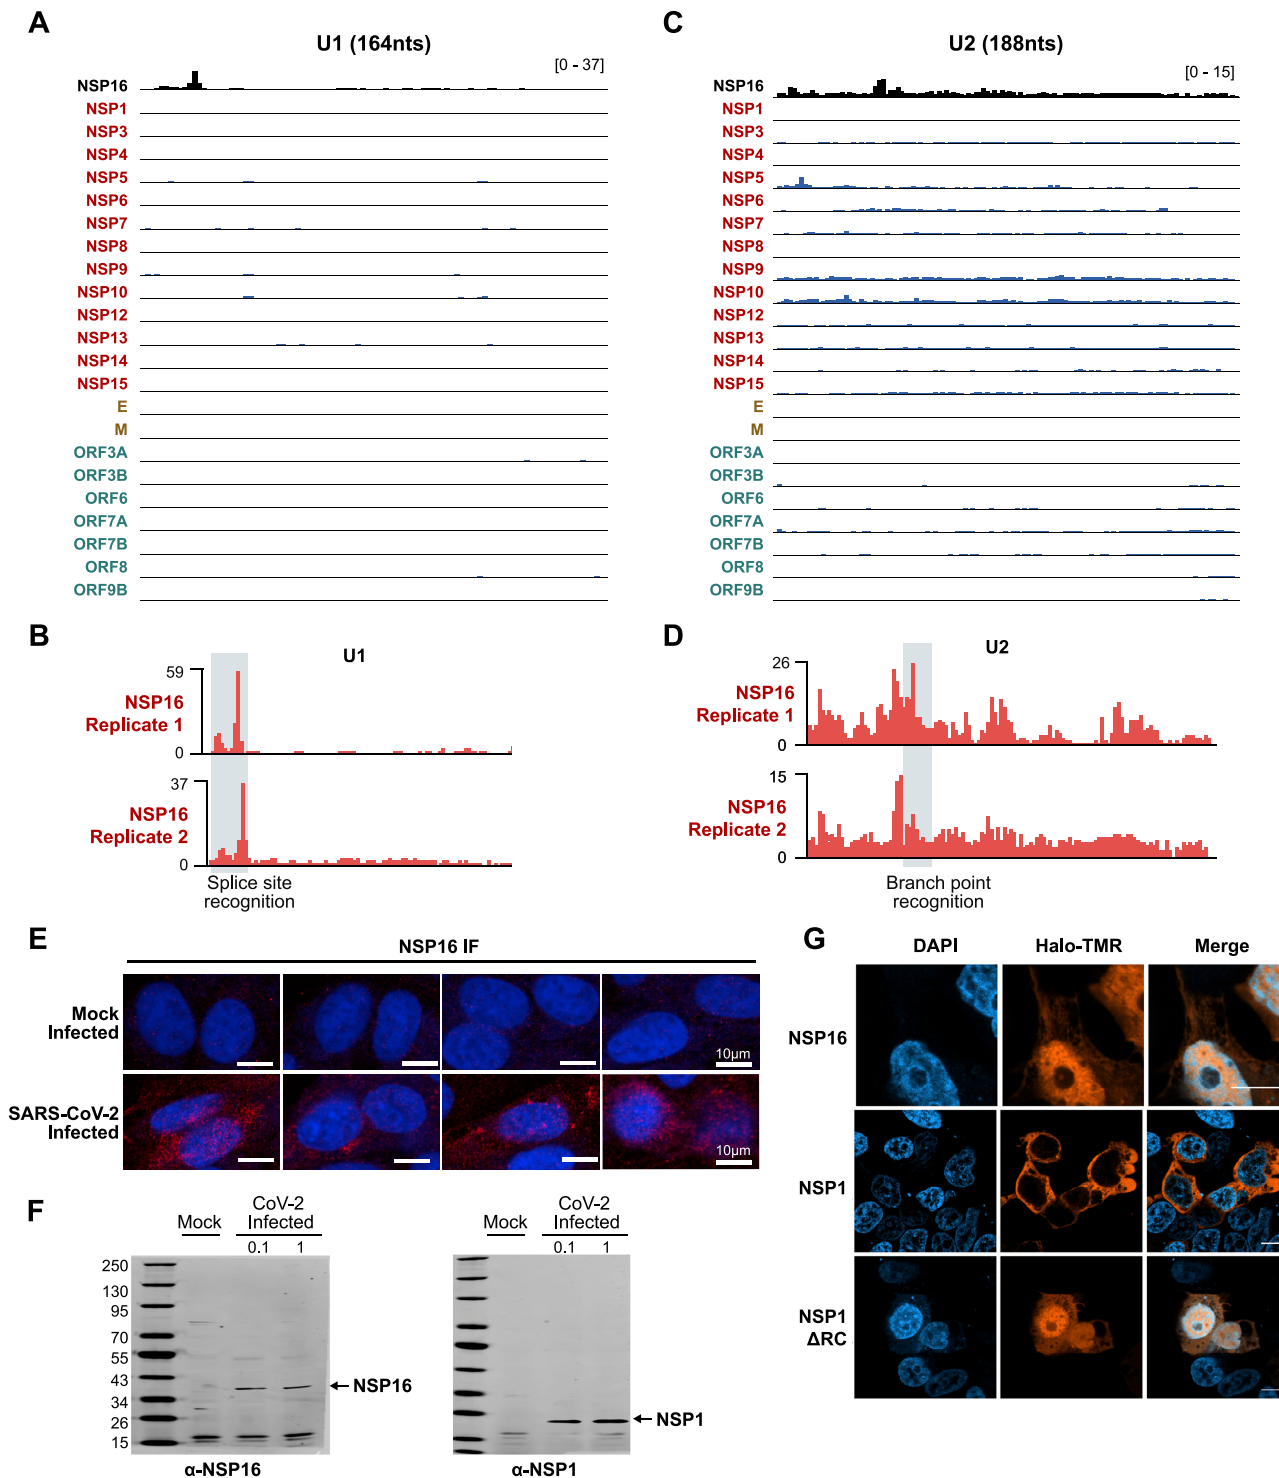 A
U1 (164nts)
[0 - 37]
NSP16
NSP1
NSP3
NSP4
NSP5
NSP6
NSP7
NSP8
NSP9
NSP10
NSP12
NSP13
NSP14
NSP15
E
M
ORF3A
ORF3B
ORF6
ORF7A
ORF7B
ORF8
ORF9B
C
U2 (188nts)
[0 - 15]
NSP16
NSP1
NSP3
NSP4
NSP5
NSP6
NSP7
NSP8
NSP9
NSP10
NSP12
NSP13
NSP14
NSP15
E
M
ORF3A
ORF3B
ORF6
ORF7A
ORF7B
ORF8
ORF9B
B
U1
59
NSP16
Replicate 1
0
37
NSP16
Replicate 2
0
Splice site
recognition
D
U2
26
NSP16
Replicate 1
0
15
NSP16
Replicate 2
0
Branch point
recognition
E
NSP16 IF
Mock
Infected
10μm
SARS-CoV-2
Infected
10μm
F
Mock
CoV-2
Infected
0.1 1
250
130
95
70
55
43
34
26
15
NSP16
α-NSP16
Mock
CoV-2
Infected
0.1 1
NSP1
α-NSP1
G
DAPI Halo-TMR Merge
NSP16
NSP1
NSP1
ΔRC